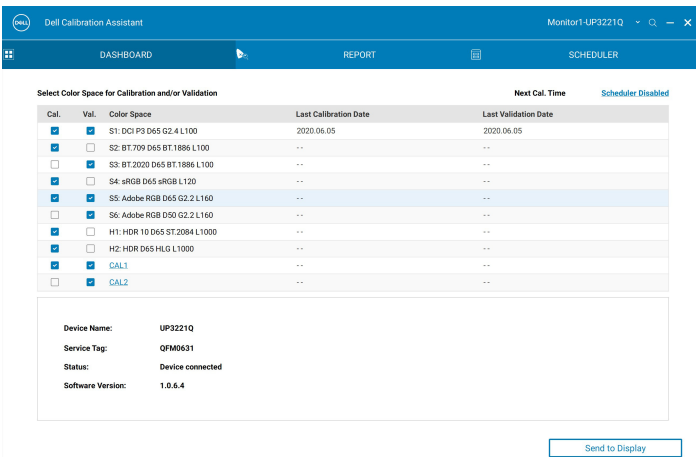 DELL Dell Calibration Assistant Monitor1-UP3221Q
DASHBOARD REPORT SCHEDULER
Select Color Space for Calibration and/or Validation Next Cal. Time Scheduler Disabled
Cal. Val. Color Space Last Calibration Date Last Validation Date
S1: DCI P3 D65 G2.4 L100 2020.06.05 2020.06.05
S2: BT.709 D65 BT.1886 L100 - - - -
S3: BT.2020 D65 BT.1886 L100 - - - -
S4: sRGB D65 sRGB L120 - - - -
S5: Adobe RGB D65 G2.2 L160 - - - -
S6: Adobe RGB D50 G2.2 L160 - - - -
H1: HDR 10 D65 ST.2084 L1000 - - - -
H2: HDR D65 HLG L1000 - - - -
CAL1 - - - -
CAL2 - - - -
Device Name: UP3221Q
Service Tag: QFM0631
Status: Device connected
Software Version: 1.0.6.4
Send to Display